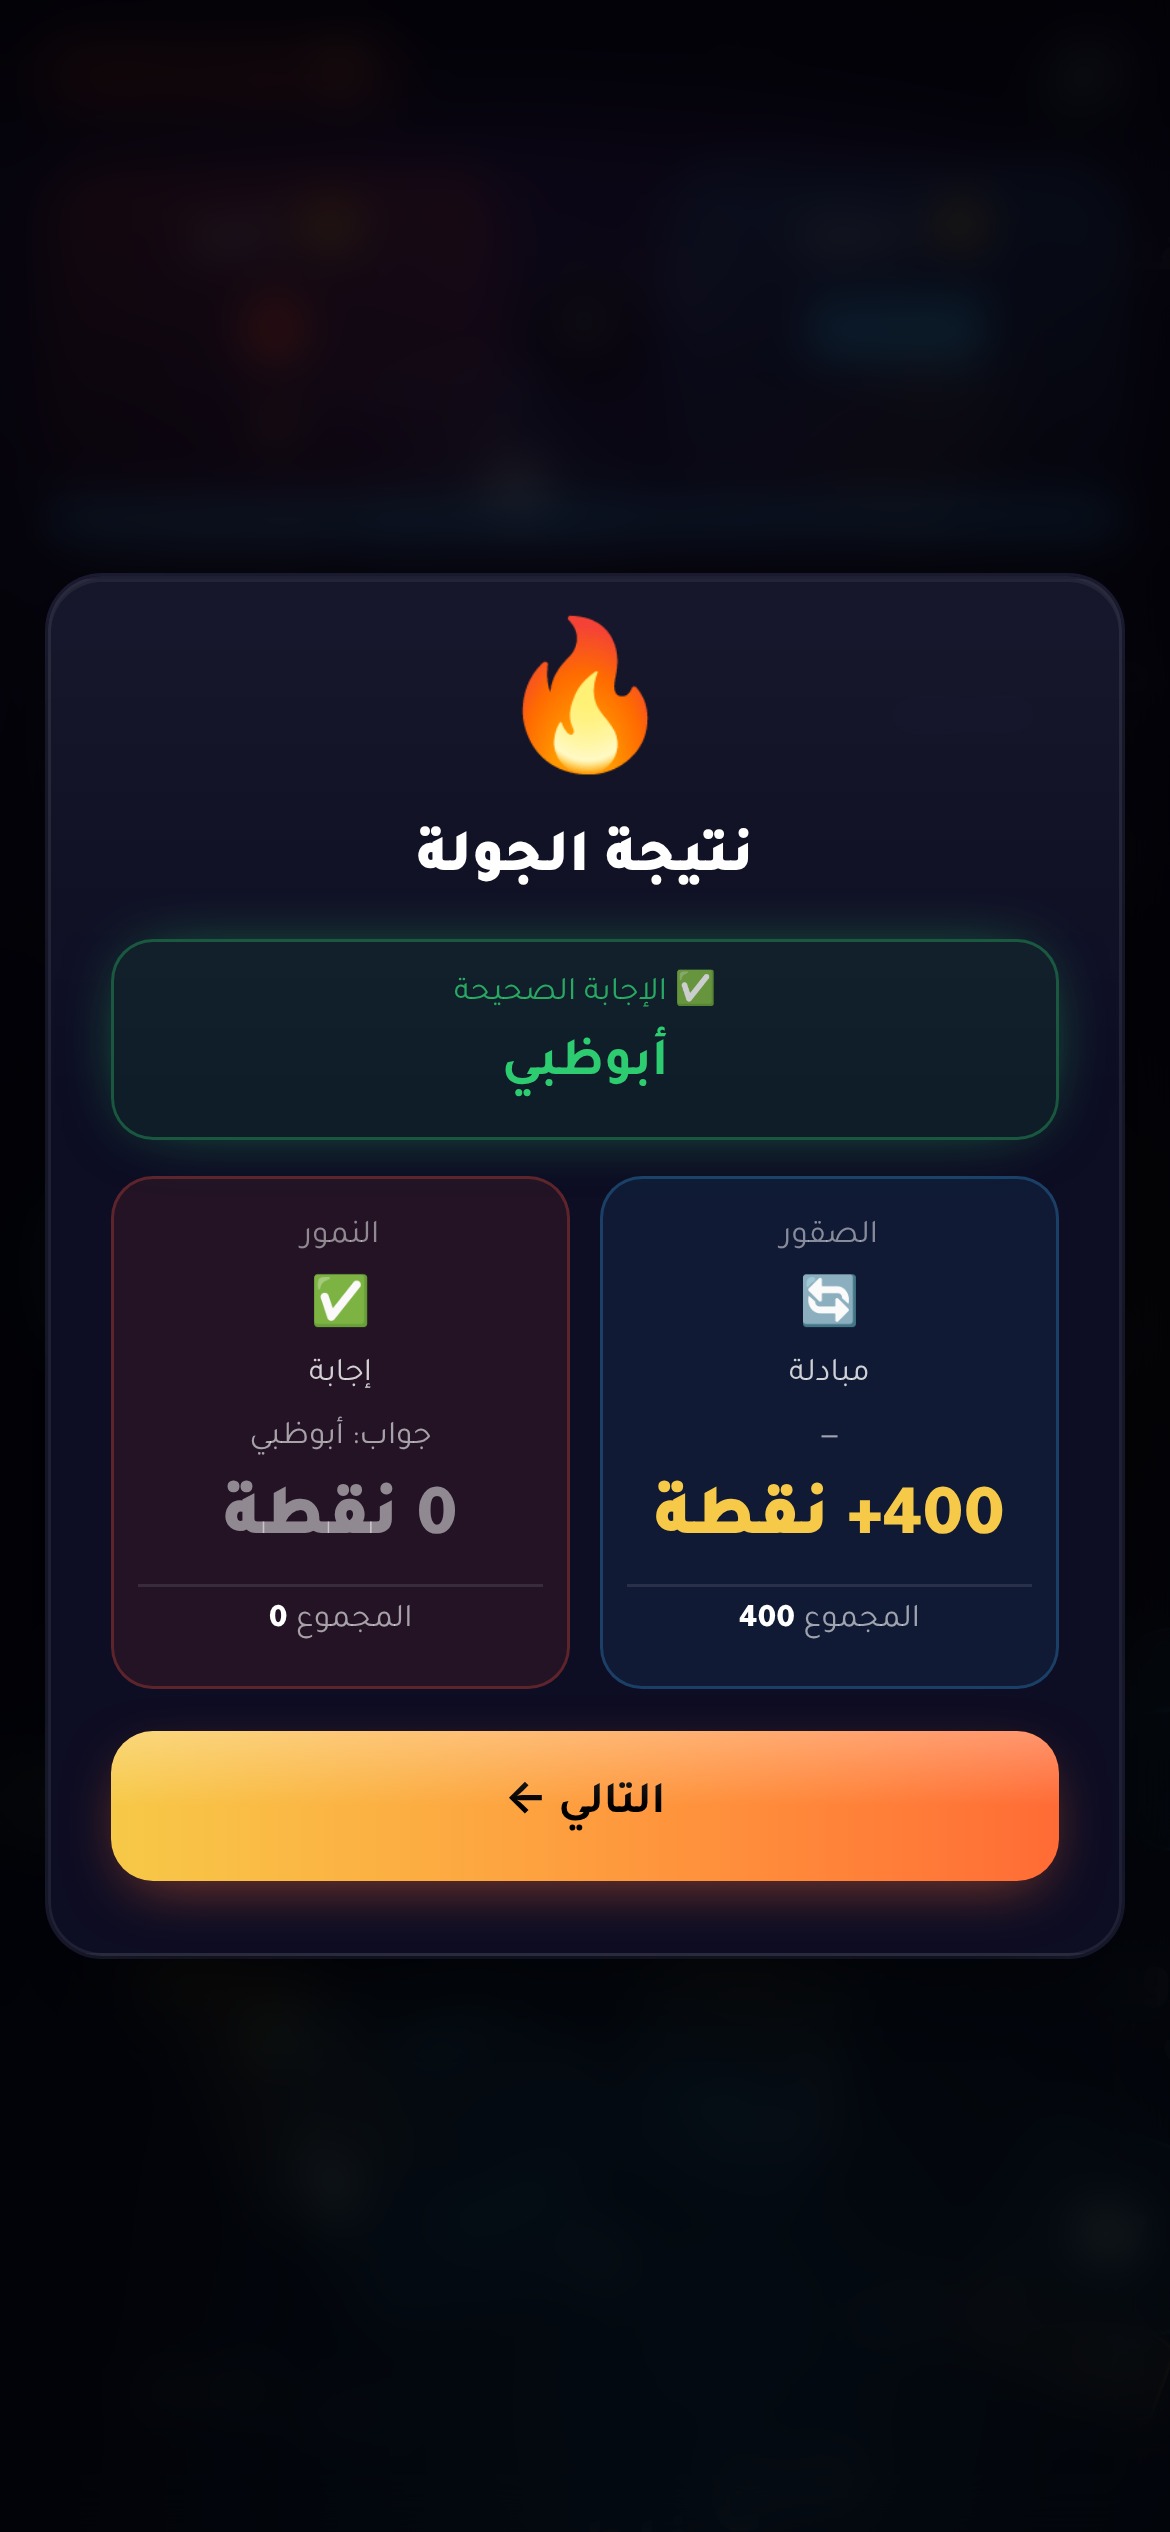 نتيجة الجولة
✅ الإجابة الصحيحة
أبوظبي
الصقور
🔄
مبادلة
–
+400 نقطة
المجموع 400
النمور
✅
إجابة
جواب: أبوظبي
0 نقطة
المجموع 0
التالي ←